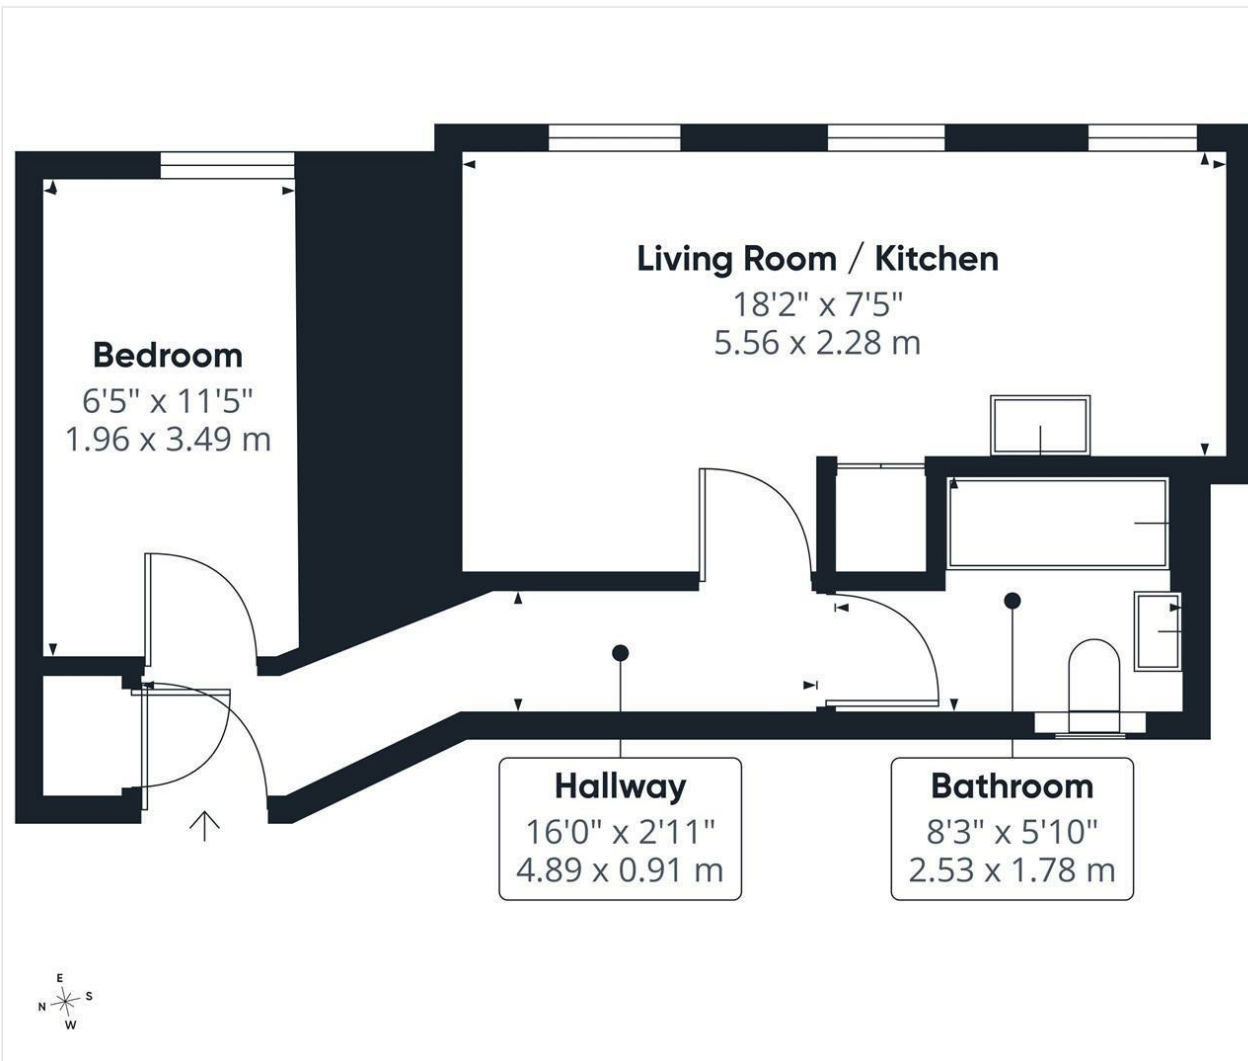 Living Room / Kitchen
18'2" x 7'5"
5.56 x 2.28 m
Bedroom
6'5" x 11'5"
1.96 x 3.49 m
Hallway
16'0" x 2'11"
4.89 x 0.91 m
Bathroom
8'3" x 5'10"
2.53 x 1.78 m
E
N S
W